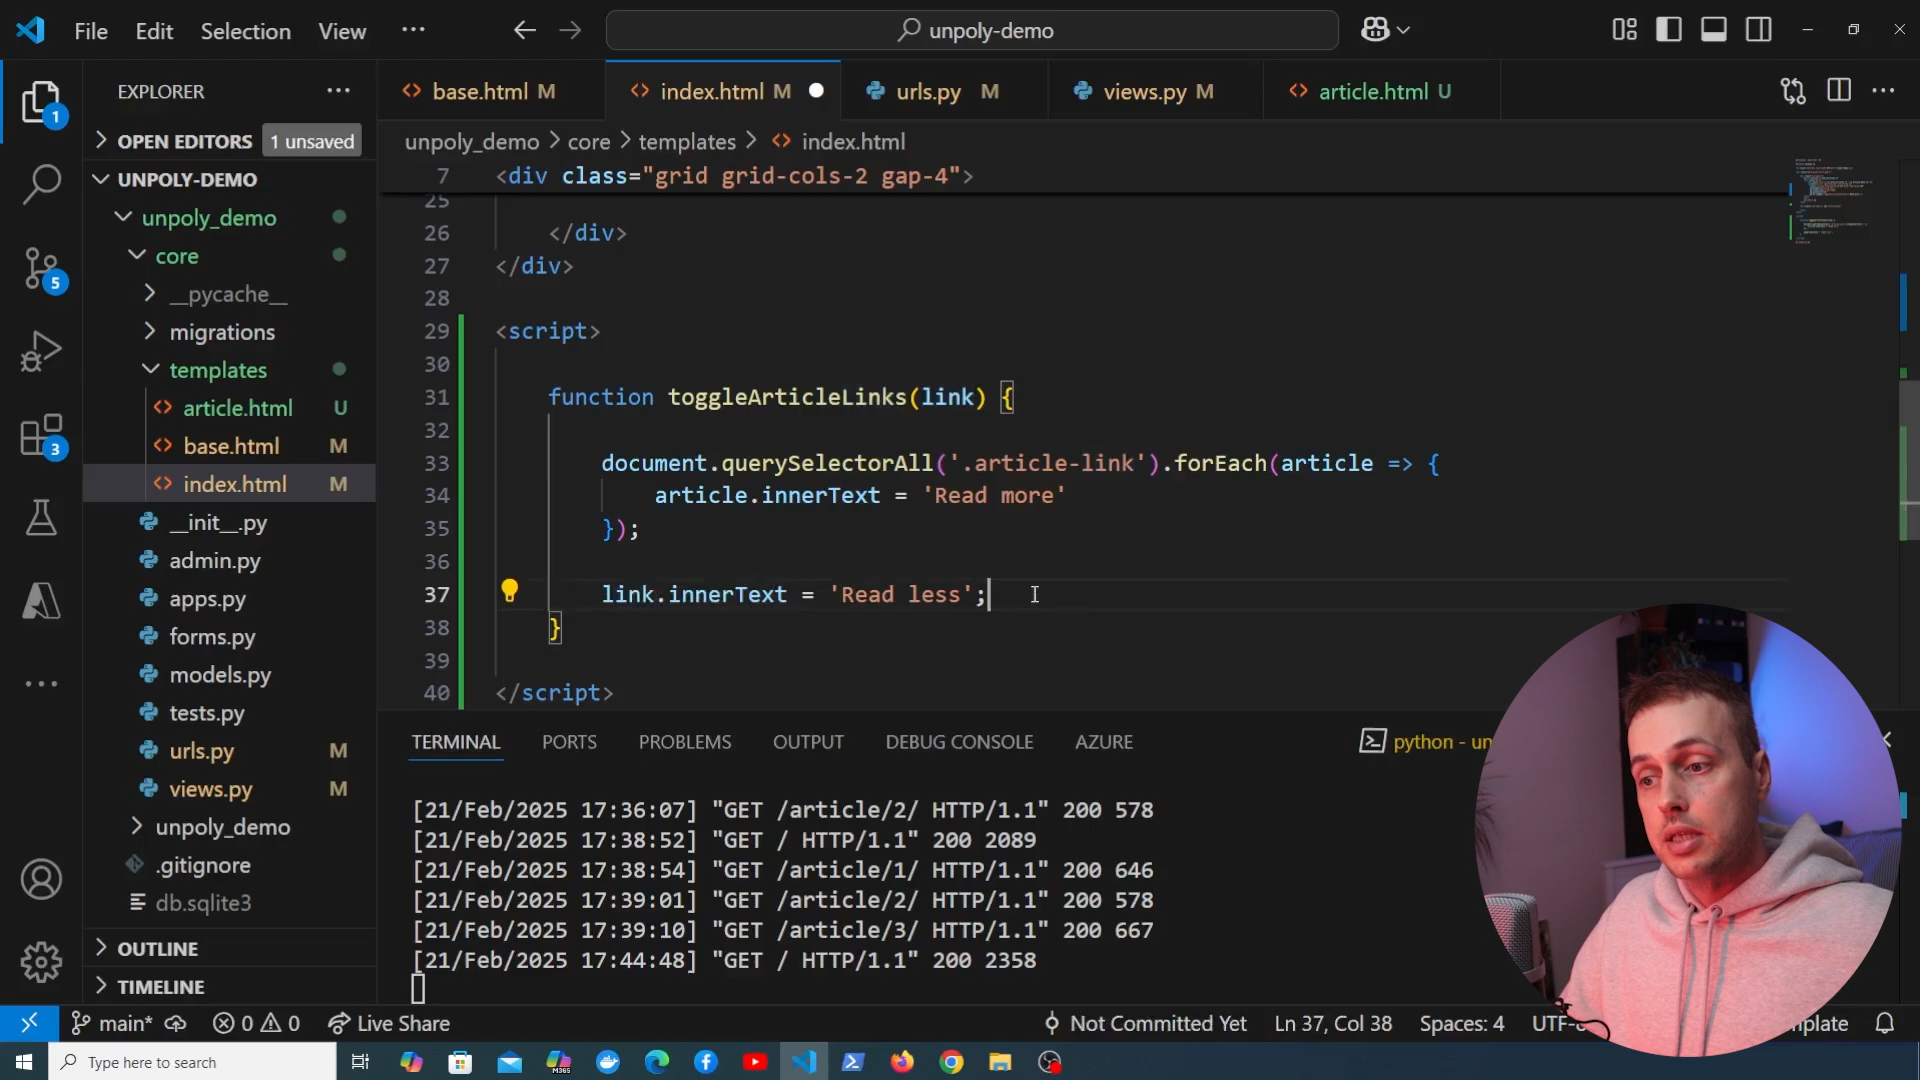 File Edit Selection View ··· unpoly-demo
EXPLORER
OPEN EDITORS 1 unsaved
UNPOLY-DEMO
unpoly_demo
core
__pycache__
migrations
templates
article.html U
base.html M
index.html M
__init__.py
admin.py
apps.py
forms.py
models.py
tests.py
urls.py M
views.py M
unpoly_demo
.gitignore
db.sqlite3
OUTLINE
TIMELINE
1
5
3
base.html M index.html M urls.py M views.py M article.html U
unpoly_demo > core > templates > index.html
7 <div class="grid grid-cols-2 gap-4">
25
26 </div>
27 </div>
28
29 <script>
30
31 function toggleArticleLinks(link) {
32
33 document.querySelectorAll('.article-link').forEach(article => {
34 article.innerText = 'Read more'
35 });
36
37 link.innerText = 'Read less';
38 }
39
40 </script>
TERMINAL PORTS PROBLEMS OUTPUT DEBUG CONSOLE AZURE python - un
[21/Feb/2025 17:36:07] "GET /article/2/ HTTP/1.1" 200 578
[21/Feb/2025 17:38:52] "GET / HTTP/1.1" 200 2089
[21/Feb/2025 17:38:54] "GET /article/1/ HTTP/1.1" 200 646
[21/Feb/2025 17:39:01] "GET /article/2/ HTTP/1.1" 200 578
[21/Feb/2025 17:39:10] "GET /article/3/ HTTP/1.1" 200 667
[21/Feb/2025 17:44:48] "GET / HTTP/1.1" 200 2358
main* 0 0 Live Share Not Committed Yet Ln 37, Col 38 Spaces: 4 UTF-8 mplate
Type here to search M365